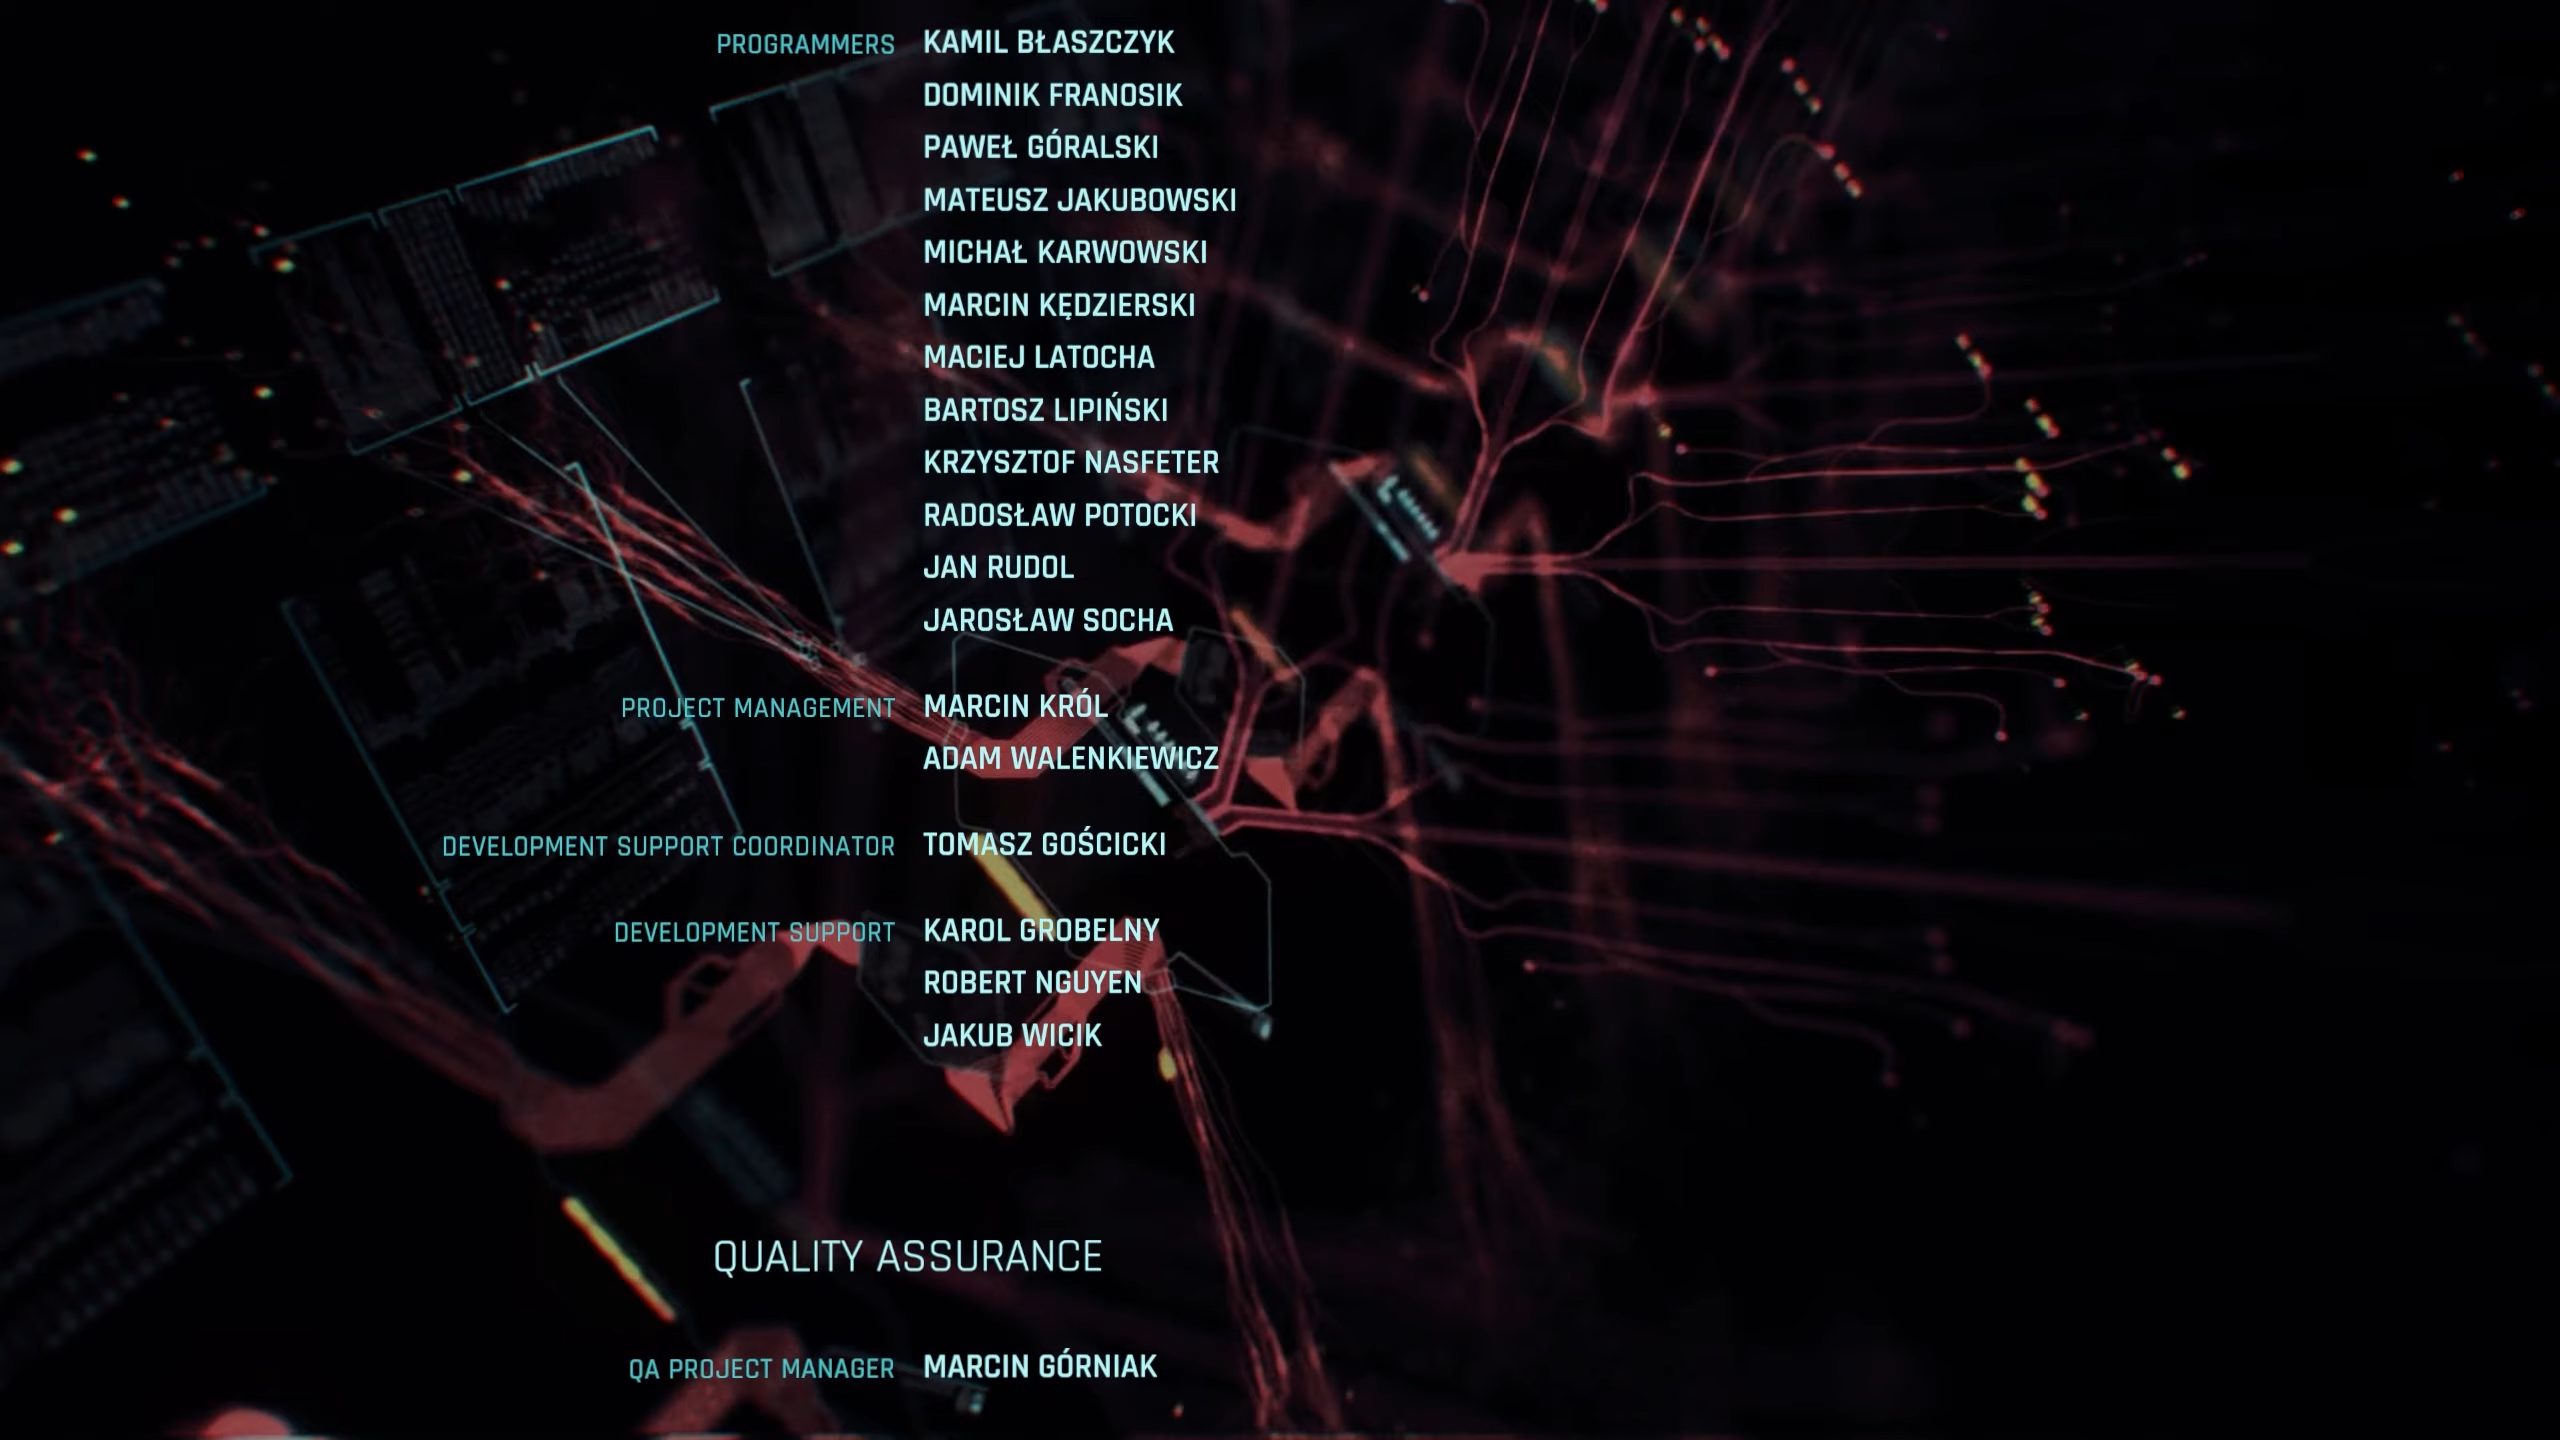 PROGRAMMERS KAMIL BŁASZCZYK
DOMINIK FRANOSIK
PAWEŁ GÓRALSKI
MATEUSZ JAKUBOWSKI
MICHAŁ KARWOWSKI
MARCIN KĘDZIERSKI
MACIEJ LATOCHA
BARTOSZ LIPIŃSKI
KRZYSZTOF NASFETER
RADOSŁAW POTOCKI
JAN RUDOL
JAROSŁAW SOCHA
PROJECT MANAGEMENT MARCIN KRÓL
ADAM WALENKIEWICZ
DEVELOPMENT SUPPORT COORDINATOR TOMASZ GOŚCICKI
DEVELOPMENT SUPPORT KAROL GROBELNY
ROBERT NGUYEN
JAKUB WICIK
QUALITY ASSURANCE
QA PROJECT MANAGER MARCIN GÓRNIAK